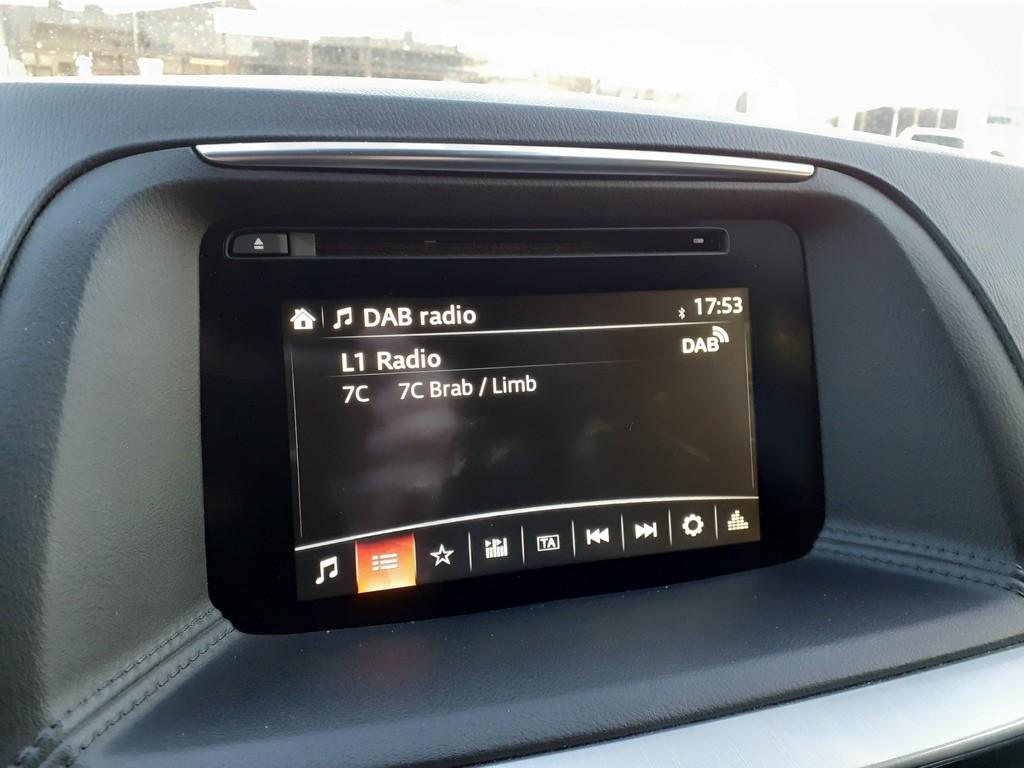 DAB radio 17:53
L1 Radio DAB
7C 7C Brab / Limb
TA